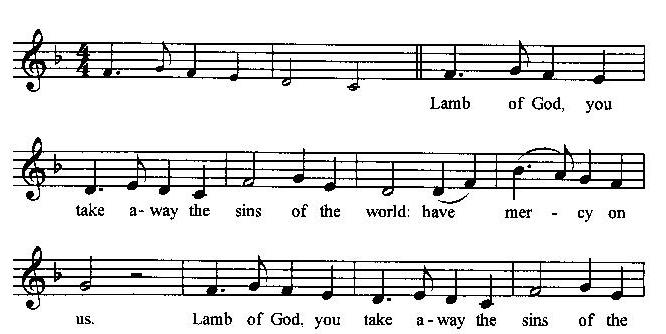 Lamb of God, you
take a-way the sins of the world: have mer - cy on
us. Lamb of God, you take a-way the sins of the